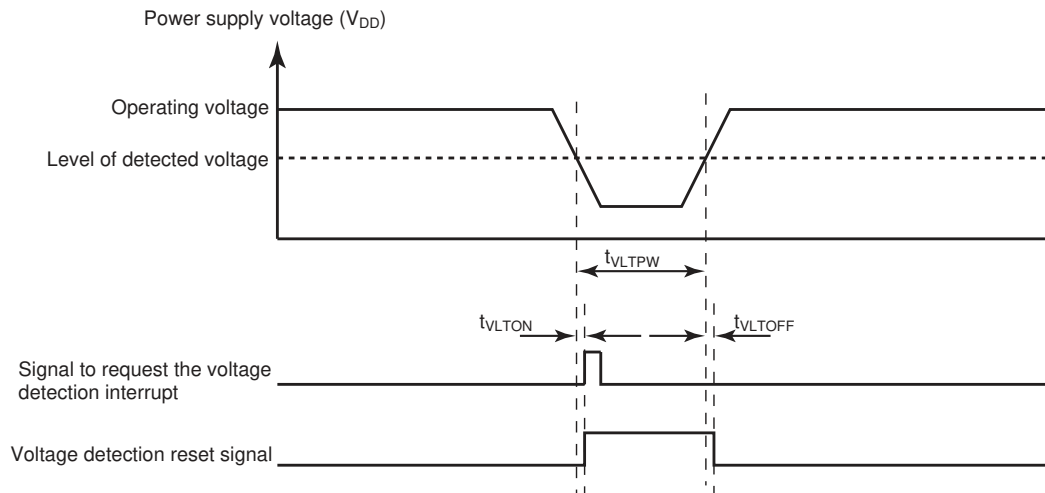 Power supply voltage (VDD)
Operating voltage
Level of detected voltage
tVLTPW
tVLTON
tVLTOFF
Signal to request the voltage
detection interrupt
Voltage detection reset signal